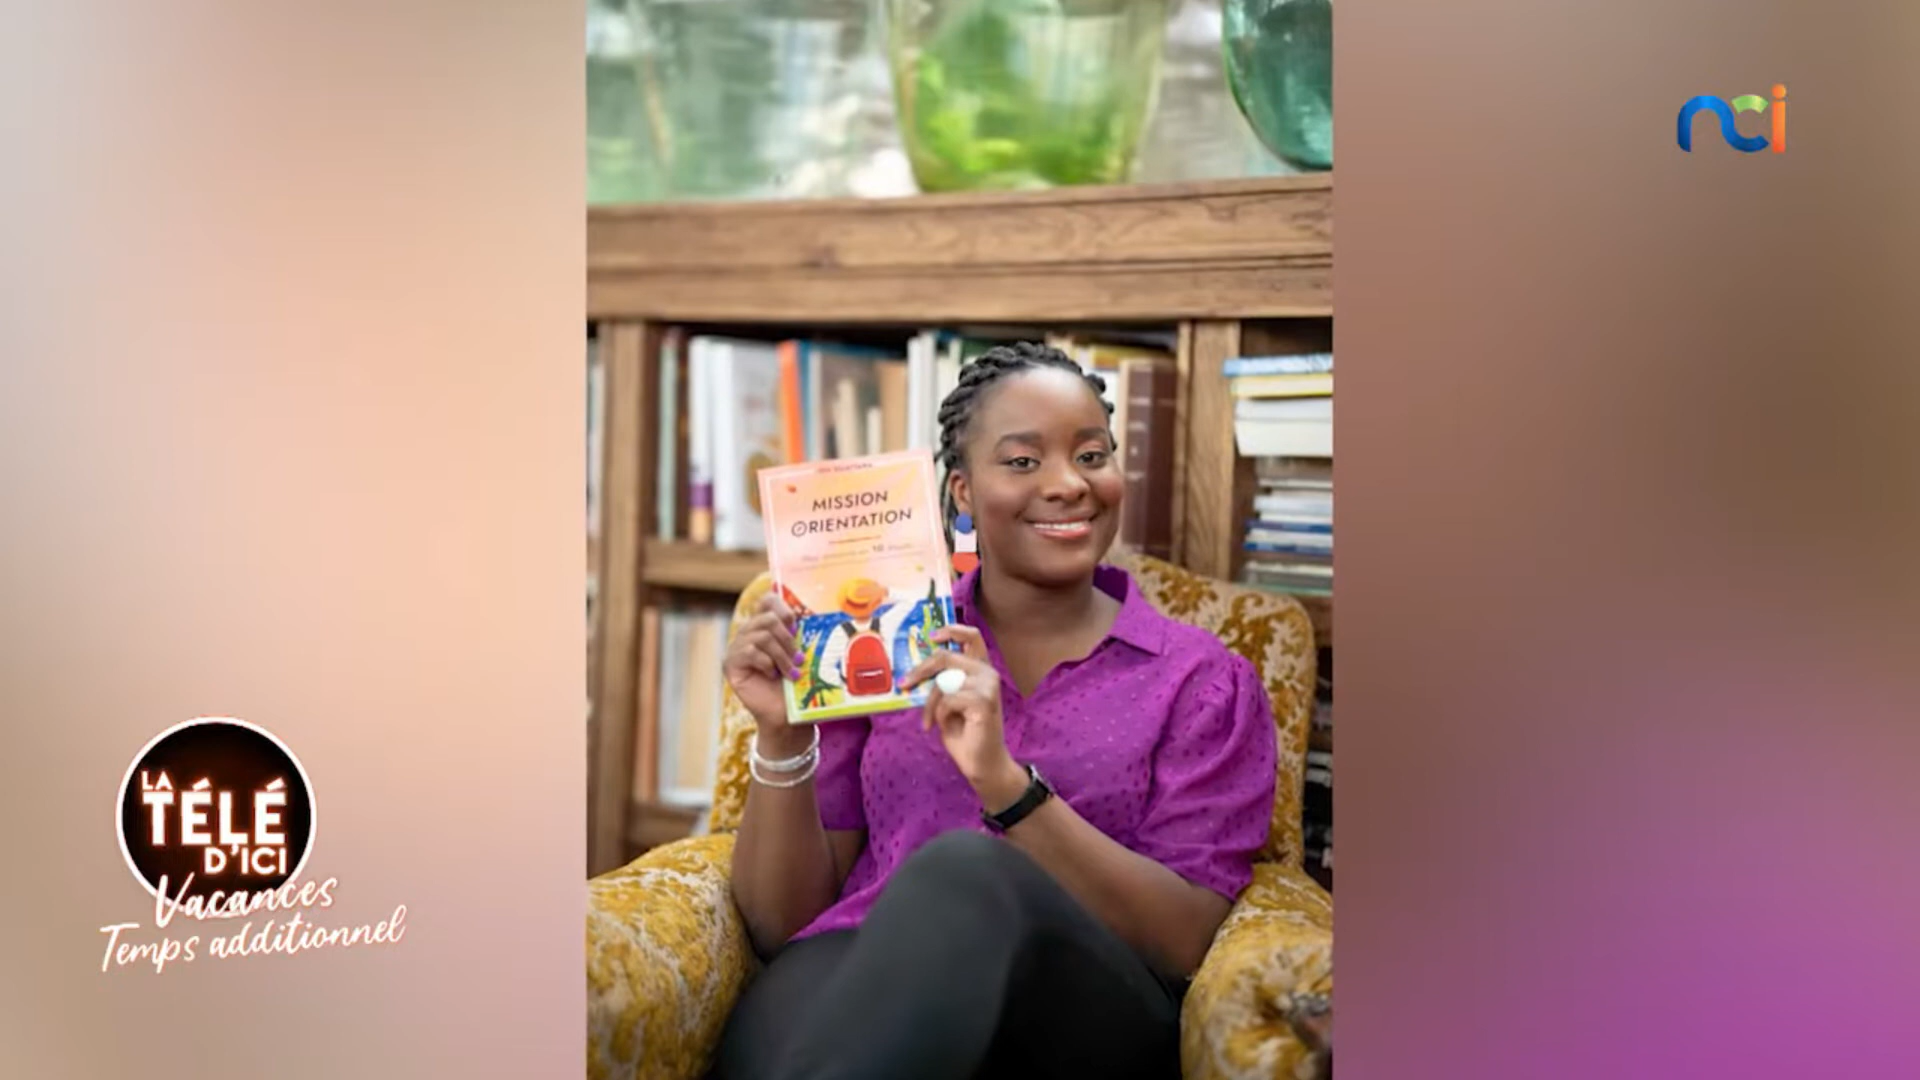 nci
MISSION
ORIENTATION
LA
TÉLÉ
D'ICI
Vacances
Temps additionnel